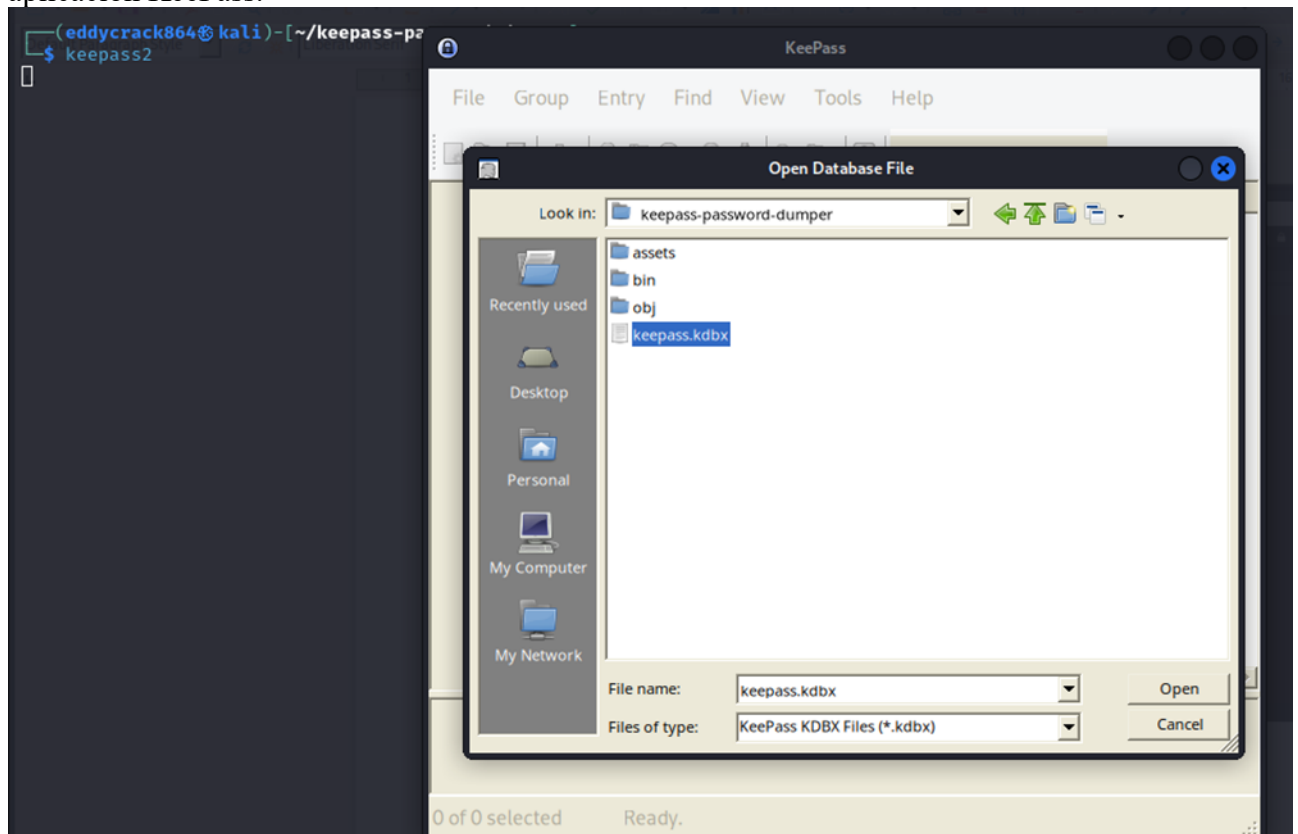 (eddycrack864㉿kali)-[~/keepass-pa
$ keepass2
KeePass
File Group Entry Find View Tools Help
Open Database File
Look in: keepass-password-dumper
assets
bin
obj
keepass.kdbx
Recently used
Desktop
Personal
My Computer
My Network
File name: keepass.kdbx Open
Files of type: KeePass KDBX Files (*.kdbx) Cancel
0 of 0 selected Ready.